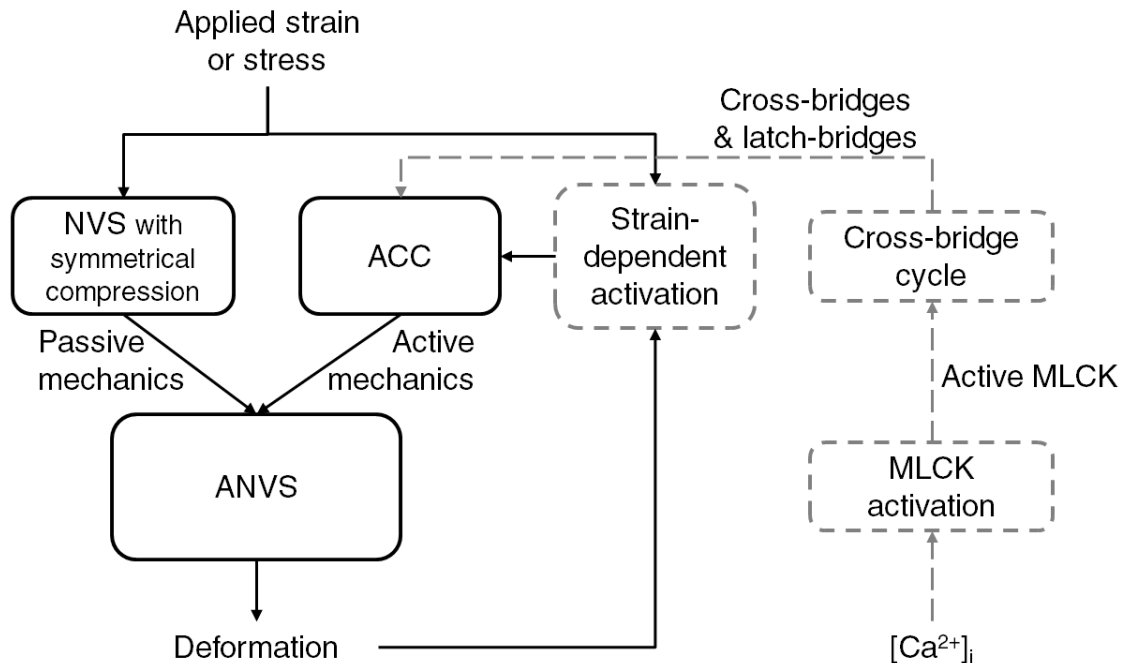 Applied strain
or stress
Cross-bridges
& latch-bridges
NVS with
symmetrical
compression
ACC
Strain-
dependent
activation
Cross-bridge
cycle
Passive
mechanics
Active
mechanics
Active MLCK
ANVS
MLCK
activation
Deformation
[Ca²⁺]ᵢ